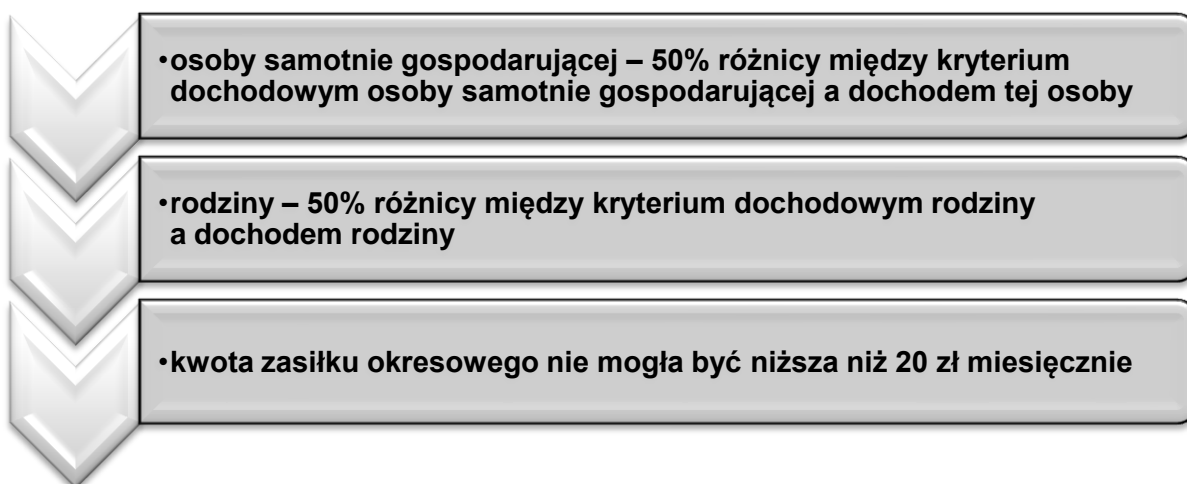 •osoby samotnie gospodarującej – 50% różnicy między kryterium
dochodowym osoby samotnie gospodarującej a dochodem tej osoby
•rodziny – 50% różnicy między kryterium dochodowym rodziny
a dochodem rodziny
•kwota zasiłku okresowego nie mogła być niższa niż 20 zł miesięcznie